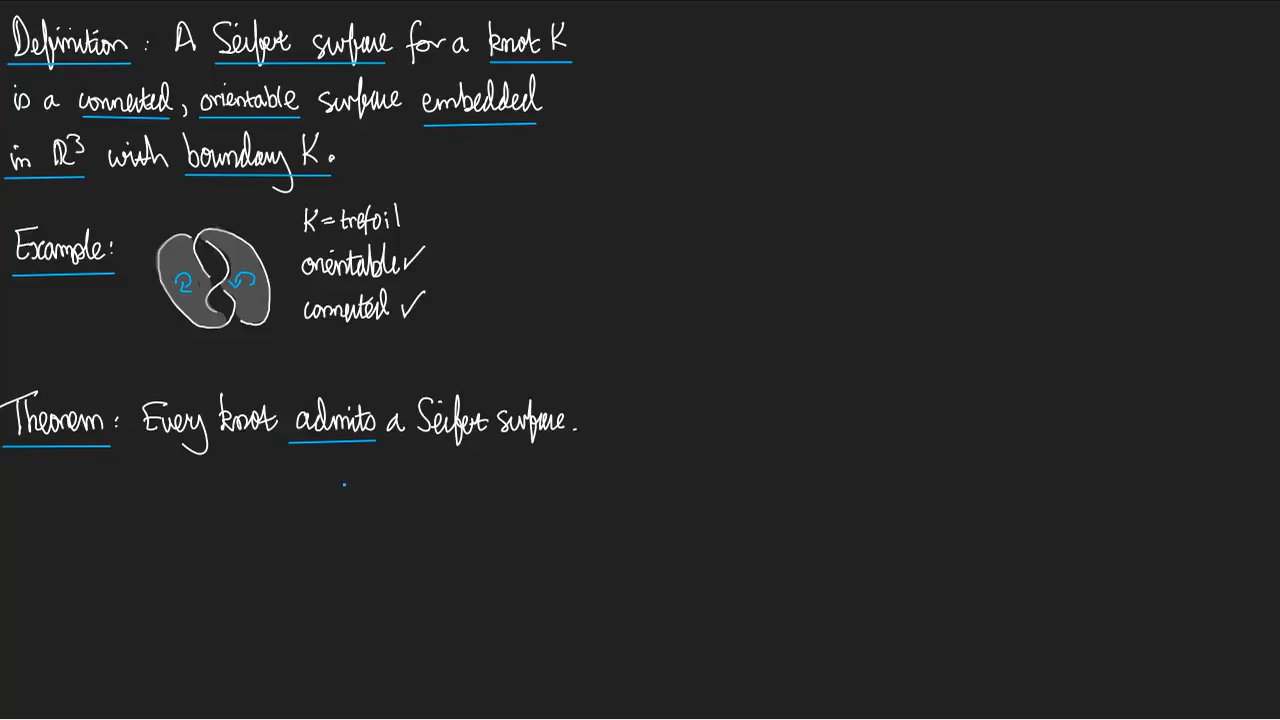 Definition: A Seifert surface for a knot K
is a connected, orientable surface embedded
in ℝ³ with boundary K.
Example:
K = trefoil
orientable ✓
connected ✓
Theorem: Every knot admits a Seifert surface.